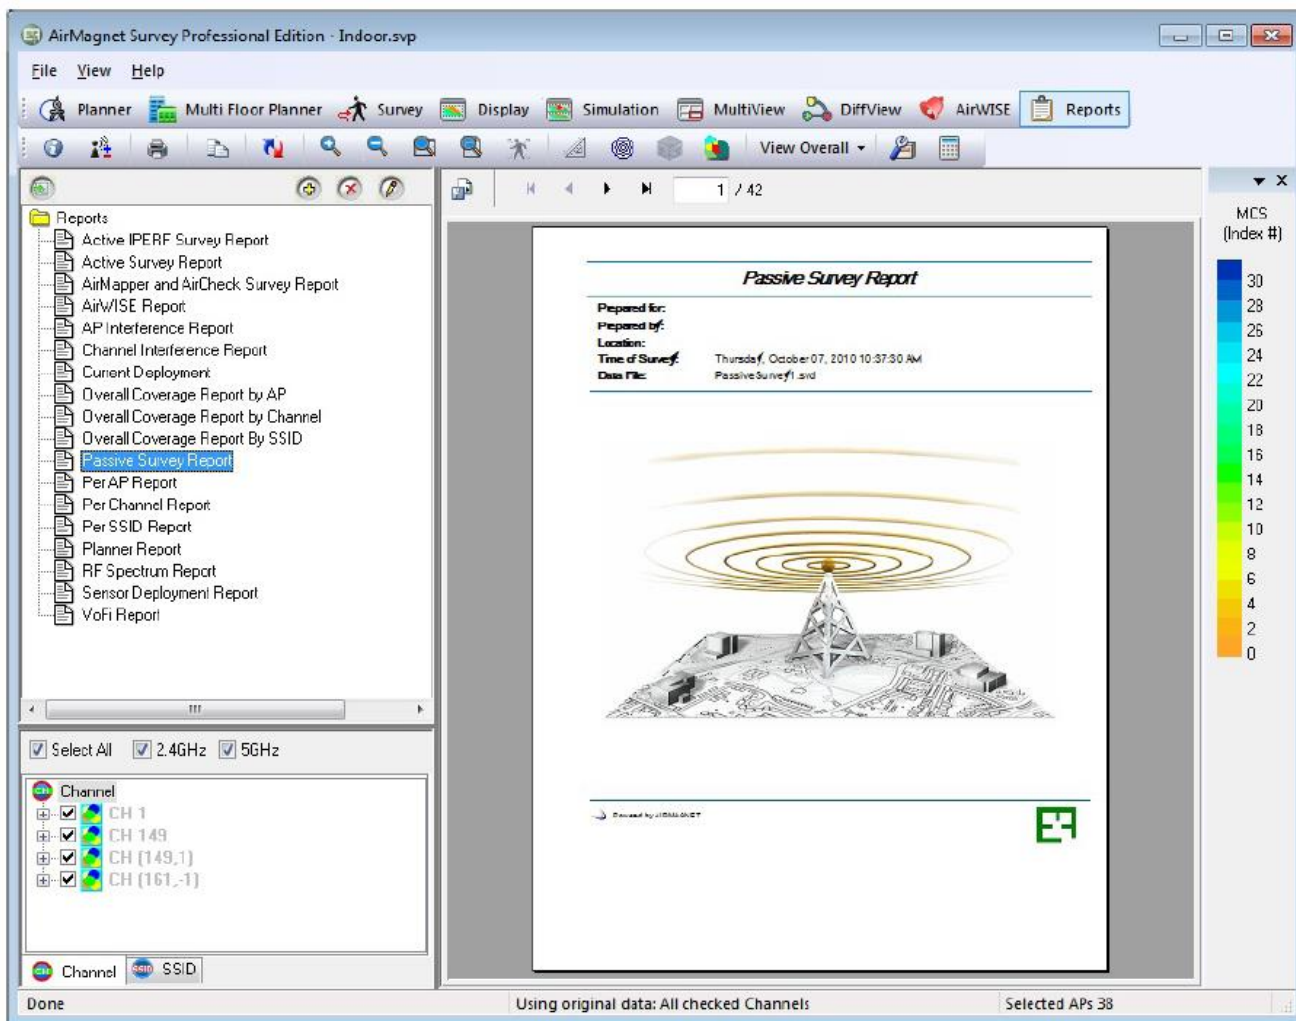 AirMagnet Survey Professional Edition - Indoor.svp
File View Help
Planner Multi Floor Planner Survey Display Simulation MultiView DiffView AirWISE Reports
View Overall
1 / 42
Reports
Active IPERF Survey Report
Active Survey Report
AirMapper and AirCheck Survey Report
AirWISE Report
AP Interference Report
Channel Interference Report
Current Deployment
Overall Coverage Report by AP
Overall Coverage Report by Channel
Overall Coverage Report By SSID
Passive Survey Report
Per AP Report
Per Channel Report
Per SSID Report
Planner Report
RF Spectrum Report
Sensor Deployment Report
VoFi Report
Select All 2.4GHz 5GHz
Channel
CH 1
CH 149
CH (149,1)
CH (161,-1)
Channel SSID
Passive Survey Report
Prepared for:
Prepared by:
Location:
Time of Survey: Thursday, October 07, 2010 10:37:30 AM
Data File: PassiveSurvey1.svd
Powered by AIRMAGNET
MCS
(Index #)
30
28
26
24
22
20
18
16
14
12
10
8
6
4
2
0
Done Using original data: All checked Channels Selected APs 38